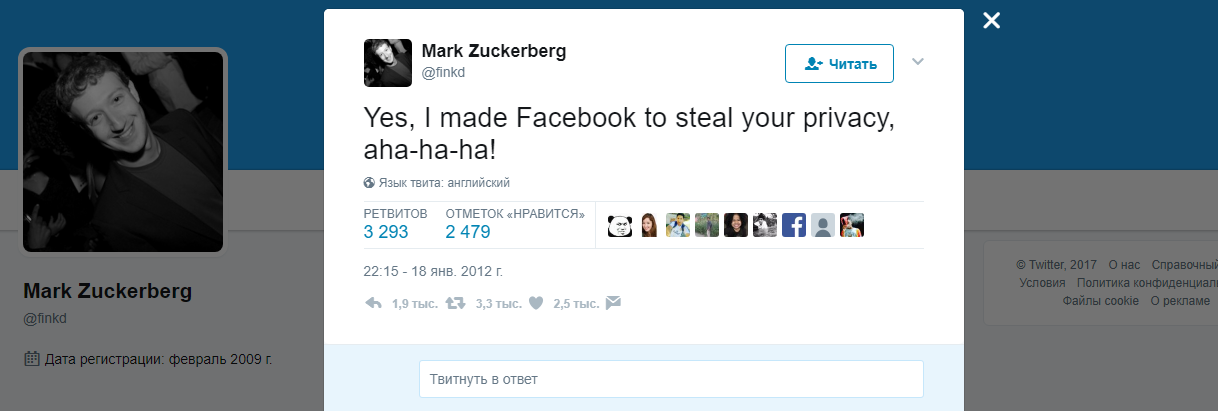 Mark Zuckerberg
@finkd
Читать
Yes, I made Facebook to steal your privacy,
aha-ha-ha!
Язык твита: английский
РЕТВИТОВ ОТМЕТОК «НРАВИТСЯ»
3 293 2 479
22:15 - 18 янв. 2012 г.
1,9 тыс. 3,3 тыс. 2,5 тыс.
Твитнуть в ответ
Mark Zuckerberg
@finkd
Дата регистрации: февраль 2009 г.
© Twitter, 2017 О нас Справочный
Условия Политика конфиденциал
Файлы cookie О рекламе